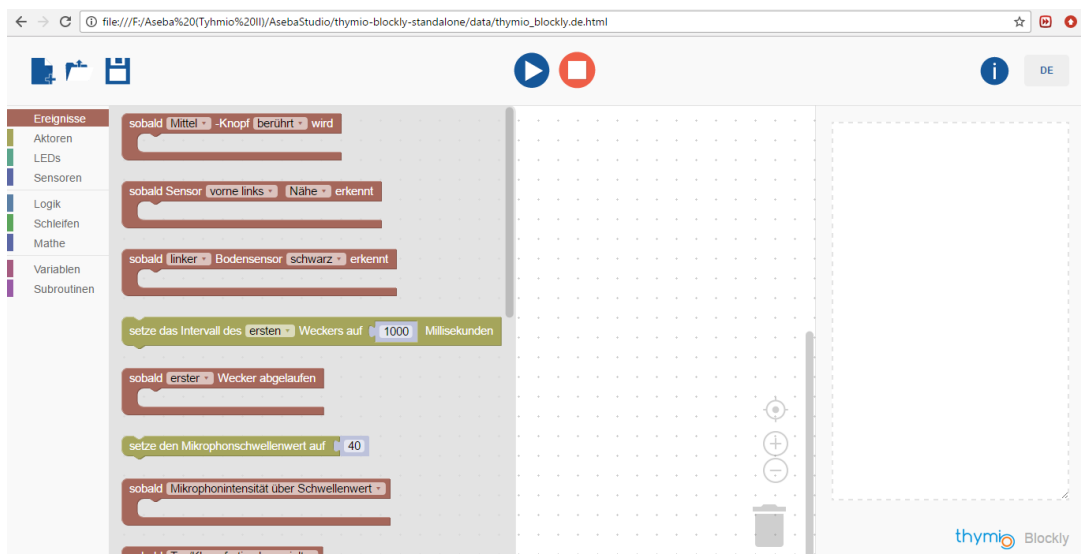 file:///F:/Aseba%20(Tyhmio%20II)/AsebaStudio/thymio-blockly-standalone/data/thymio_blockly.de.html
DE
Ereignisse
Aktoren
LEDs
Sensoren
Logik
Schleifen
Mathe
Variablen
Subroutinen
sobald Mittel -Knopf berührt wird
sobald Sensor vorne links Nähe erkennt
sobald linker Bodensensor schwarz erkennt
setze das Intervall des ersten Weckers auf 1000 Millisekunden
sobald erster Wecker abgelaufen
setze den Mikrophonschwellenwert auf 40
sobald Mikrophonintensität über Schwellenwert
thymio Blockly